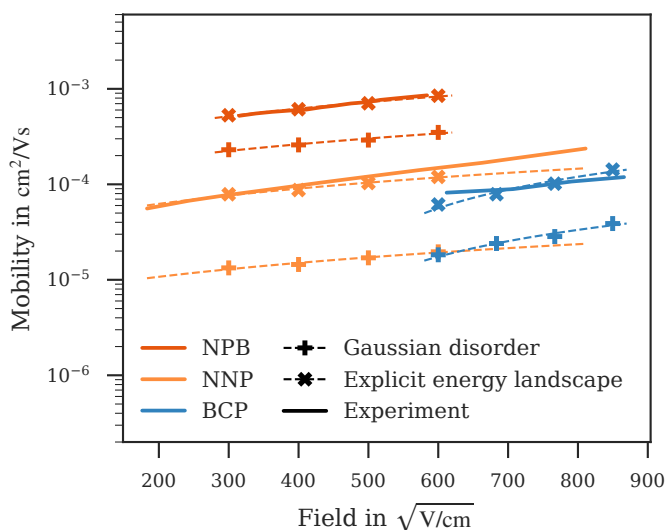 Mobility in cm²/Vs
10⁻³
10⁻⁴
10⁻⁵
10⁻⁶
NPB
NNP
BCP
Gaussian disorder
Explicit energy landscape
Experiment
200 300 400 500 600 700 800 900
Field in √V/cm